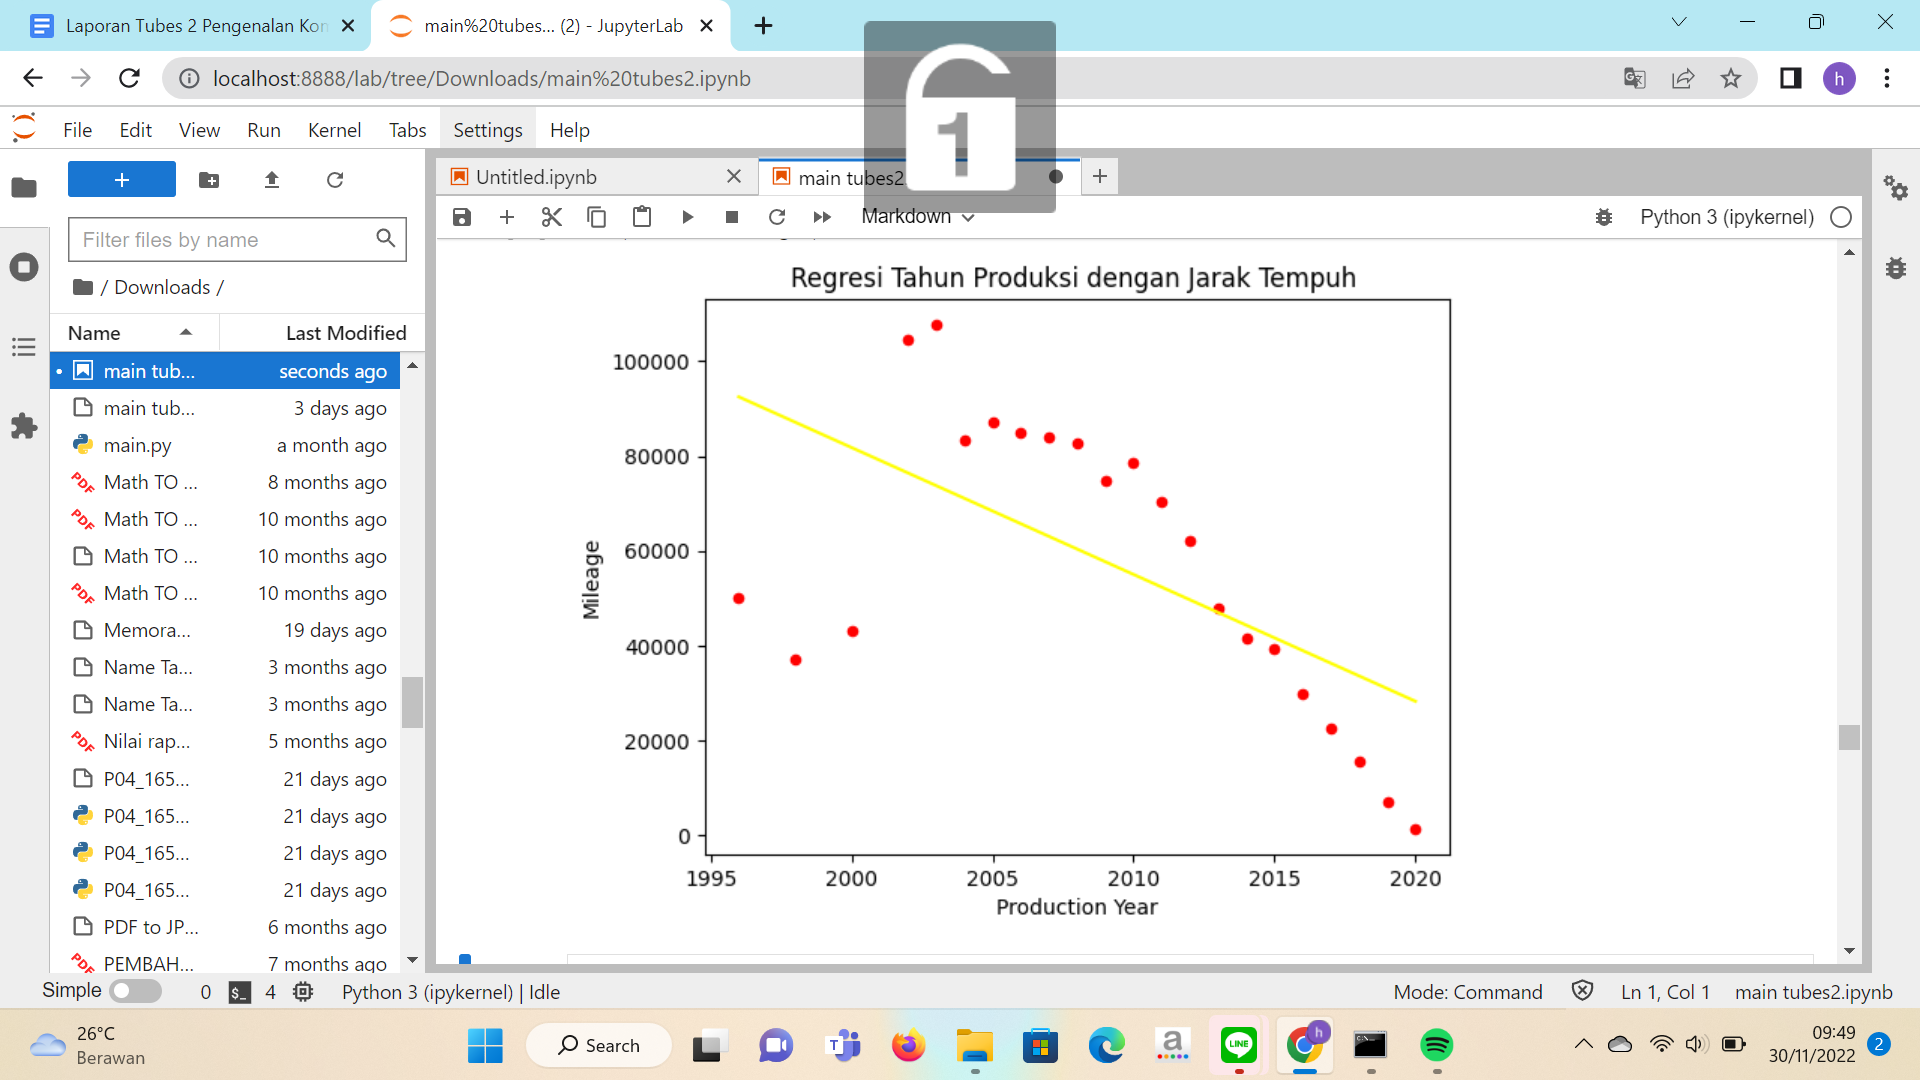 Laporan Tubes 2 Pengenalan Kon
main%20tubes... (2) - JupyterLab
localhost:8888/lab/tree/Downloads/main%20tubes2.ipynb
h
1
File Edit View Run Kernel Tabs Settings Help
Untitled.ipynb
main tubes2
Markdown
Python 3 (ipykernel)
Filter files by name
/ Downloads /
Name Last Modified
main tub... seconds ago
main tub... 3 days ago
main.py a month ago
Math TO ... 8 months ago
Math TO ... 10 months ago
Math TO ... 10 months ago
Math TO ... 10 months ago
Memora... 19 days ago
Name Ta... 3 months ago
Name Ta... 3 months ago
Nilai rap... 5 months ago
P04_165... 21 days ago
P04_165... 21 days ago
P04_165... 21 days ago
P04_165... 21 days ago
PDF to JP... 6 months ago
PEMBAH... 7 months ago
Regresi Tahun Produksi dengan Jarak Tempuh
100000
80000
60000
40000
20000
0
Mileage
1995 2000 2005 2010 2015 2020
Production Year
Simple 0 $_ 4 Python 3 (ipykernel) | Idle
Mode: Command Ln 1, Col 1 main tubes2.ipynb
26°C
Berawan
Search
LINE
h
09:49
30/11/2022
2